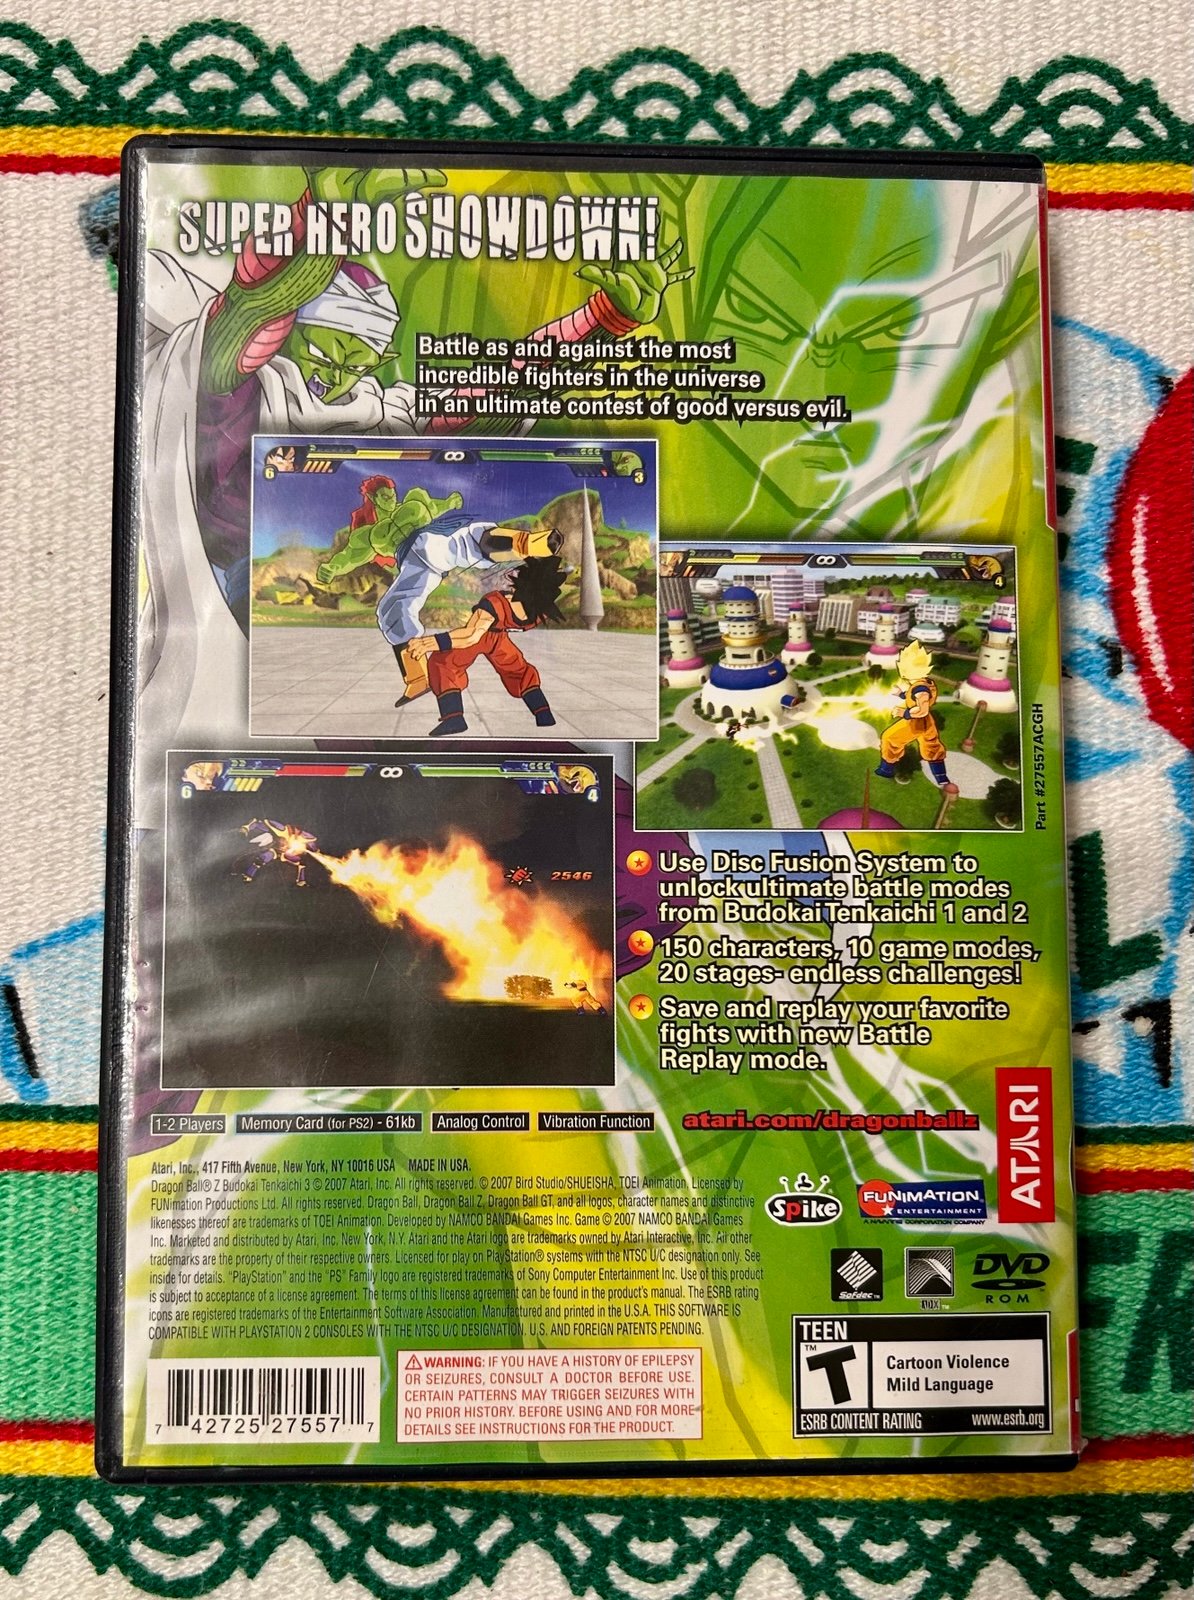 SUPER HERO SHOWDOWN!
Battle as and against the most
incredible fighters in the universe
in an ultimate contest of good versus evil.
6
3
4
6
4
2546
Part #27557ACGH
Use Disc Fusion System to
unlock ultimate battle modes
from Budokai Tenkaichi 1 and 2
150 characters, 10 game modes,
20 stages- endless challenges!
Save and replay your favorite
fights with new Battle
Replay mode.
1-2 Players
Memory Card (for PS2) - 61kb
Analog Control
Vibration Function
atari.com/dragonballz
ATARI
Atari, Inc., 417 Fifth Avenue, New York, NY 10016 USA MADE IN USA.
Dragon Ball® Z Budokai Tenkaichi 3 © 2007 Atari, Inc. All rights reserved. © 2007 Bird Studio/SHUEISHA, TOEI Animation. Licensed by
FUNimation Productions Ltd. All rights reserved. Dragon Ball, Dragon Ball Z, Dragon Ball GT, and all logos, character names and distinctive
likenesses thereof are trademarks of TOEI Animation. Developed by NAMCO BANDAI Games Inc. Game © 2007 NAMCO BANDAI Games
Inc. Marketed and distributed by Atari, Inc. New York, N.Y. Atari and the Atari logo are trademarks owned by Atari Interactive, Inc. All other
trademarks are the property of their respective owners. Licensed for play on PlayStation® systems with the NTSC U/C designation only. See
inside for details. "PlayStation" and the "PS" Family logo are registered trademarks of Sony Computer Entertainment Inc. Use of this product
is subject to acceptance of a license agreement. The terms of this license agreement can be found in the product's manual. The ESRB rating
icons are registered trademarks of the Entertainment Software Association. Manufactured and printed in the U.S.A. THIS SOFTWARE IS
COMPATIBLE WITH PLAYSTATION 2 CONSOLES WITH THE NTSC U/C DESIGNATION. U.S. AND FOREIGN PATENTS PENDING.
Spike
FUNIMATION
ENTERTAINMENT
A NAVARRE CORPORATION COMPANY
Sofdec™
ADX™
DVD
ROM
7 42725 27557 7
WARNING: IF YOU HAVE A HISTORY OF EPILEPSY
OR SEIZURES, CONSULT A DOCTOR BEFORE USE.
CERTAIN PATTERNS MAY TRIGGER SEIZURES WITH
NO PRIOR HISTORY. BEFORE USING AND FOR MORE
DETAILS SEE INSTRUCTIONS FOR THE PRODUCT.
TEEN
T™
Cartoon Violence
Mild Language
ESRB CONTENT RATING www.esrb.org